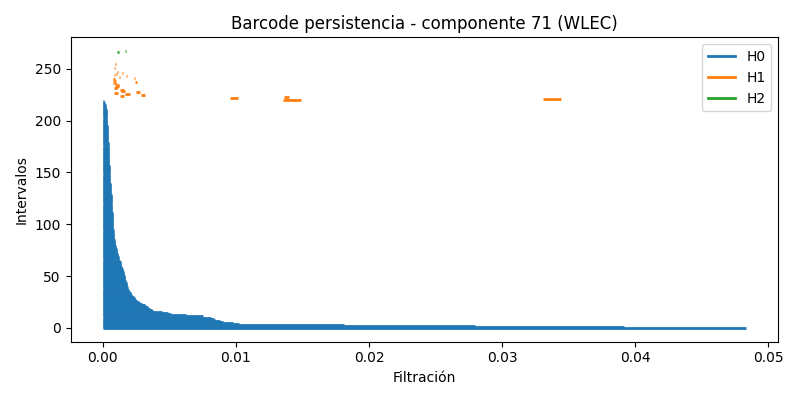 Barcode persistencia - componente 71 (WLEC)
H0
H1
H2
Intervalos
250
200
150
100
50
0
0.00 0.01 0.02 0.03 0.04 0.05
Filtración